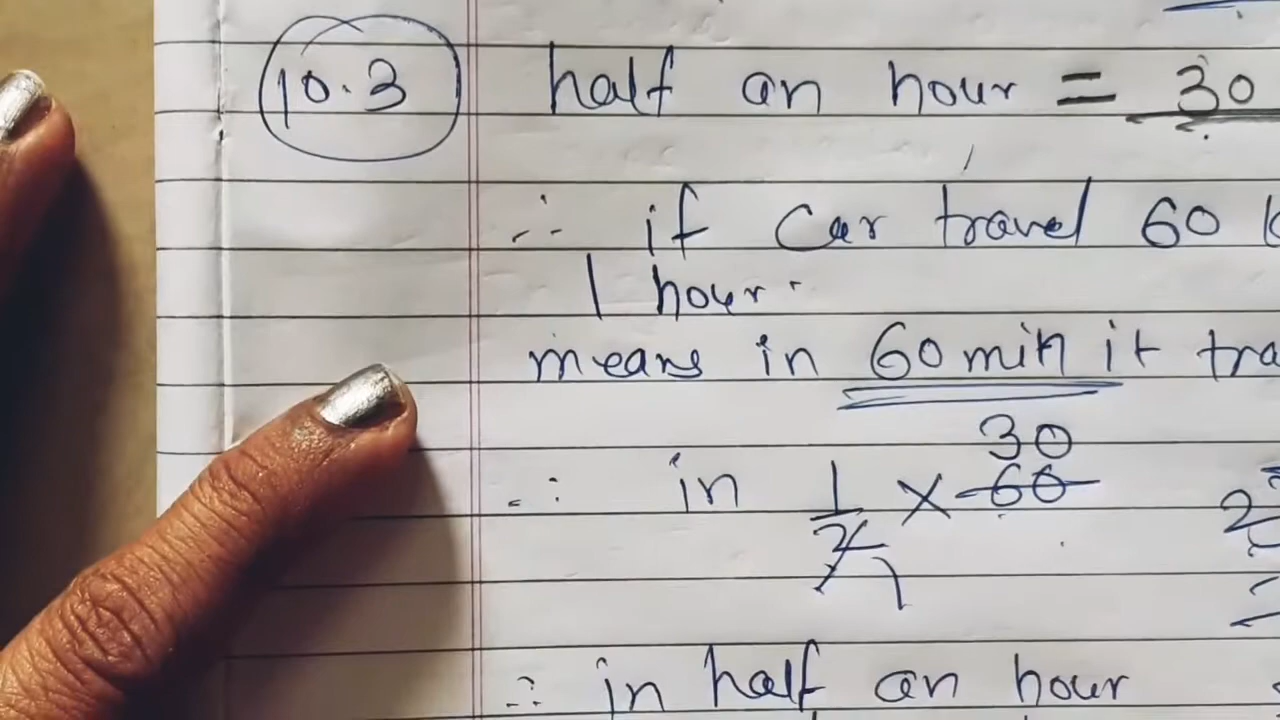 10.3 half an hour = 30
∴ if Car travel 60
1 hour.
means in 60 min it
30
∴ in 1/2 × 60
∴ in half an hour